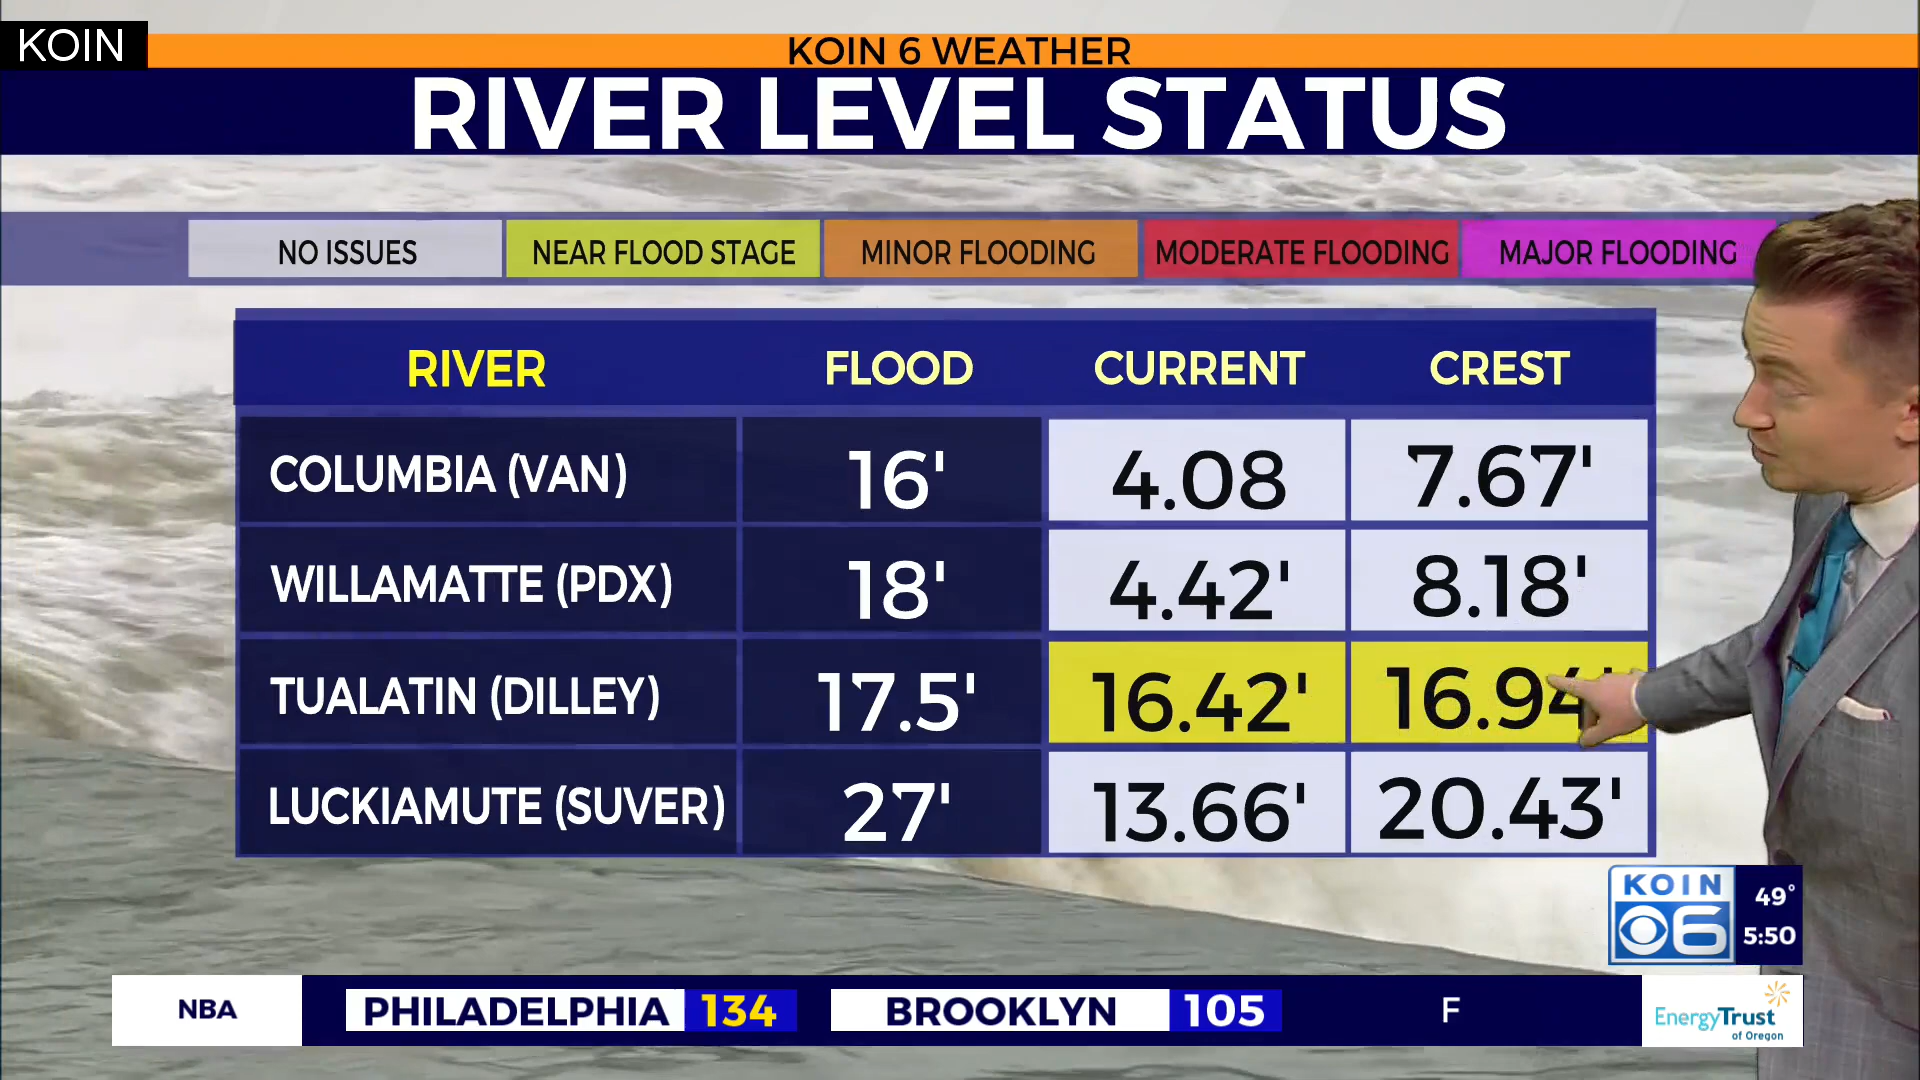 KOIN
KOIN 6 WEATHER
RIVER LEVEL STATUS
NO ISSUES NEAR FLOOD STAGE MINOR FLOODING MODERATE FLOODING MAJOR FLOODING
RIVER FLOOD CURRENT CREST
COLUMBIA (VAN) 16' 4.08 7.67'
WILLAMATTE (PDX) 18' 4.42' 8.18'
TUALATIN (DILLEY) 17.5' 16.42' 16.94'
LUCKIAMUTE (SUVER) 27' 13.66' 20.43'
KOIN
6
49°
5:50
NBA PHILADELPHIA 134 BROOKLYN 105 F
EnergyTrust
of Oregon